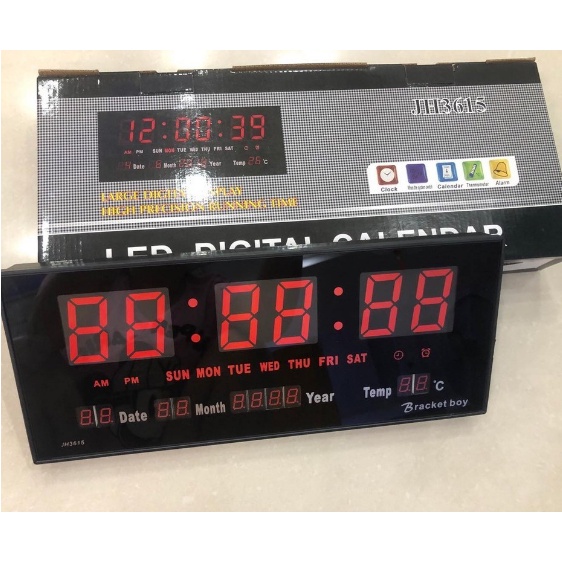 JH3615
12:00:39
AM PM SUN MON TUE WED THU FRI SAT
Date Month Year Temp 26 °C
LARGE DIGITAL DISPLAY
HIGH PRECISION RUNNING TIME
Clock Calendar Thermometer Alarm
LED DIGITAL CALENDAR
88:88:88
SUN MON TUE WED THU FRI SAT
AM PM
88 Date 88 Month 8888 Year Temp 88 °C
Bracket boy
JH3615